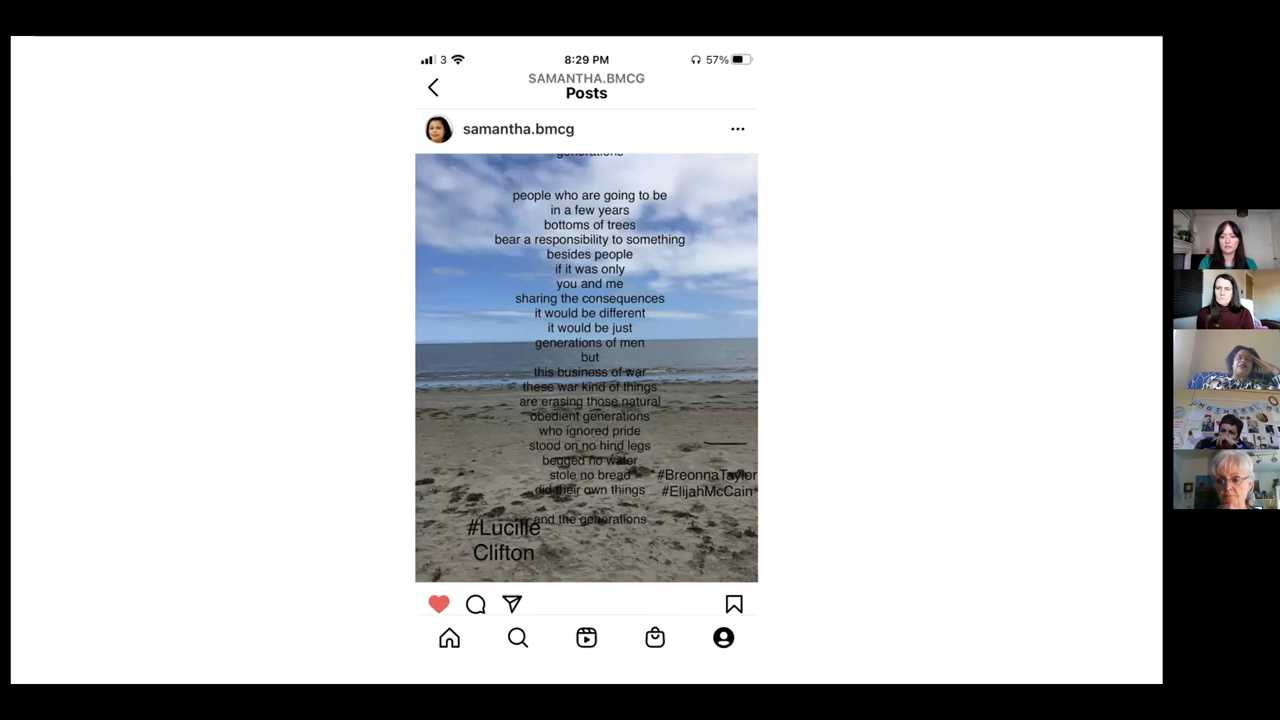 3
8:29 PM
57%
SAMANTHA.BMCG
Posts
samantha.bmcg
generations
people who are going to be
in a few years
bottoms of trees
bear a responsibility to something
besides people
if it was only
you and me
sharing the consequences
it would be different
it would be just
generations of men
but
this business of war
these war kind of things
are erasing those natural
obedient generations
who ignored pride
stood on no hind legs
begged no water
stole no bread
did their own things
#BreonnaTaylor
#ElijahMcCain
and the generations
#Lucille
Clifton
MOTHERS